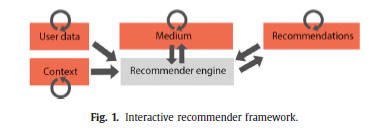 User data
Medium
Recommendations
Context
Recommender engine
Fig. 1. Interactive recommender framework.